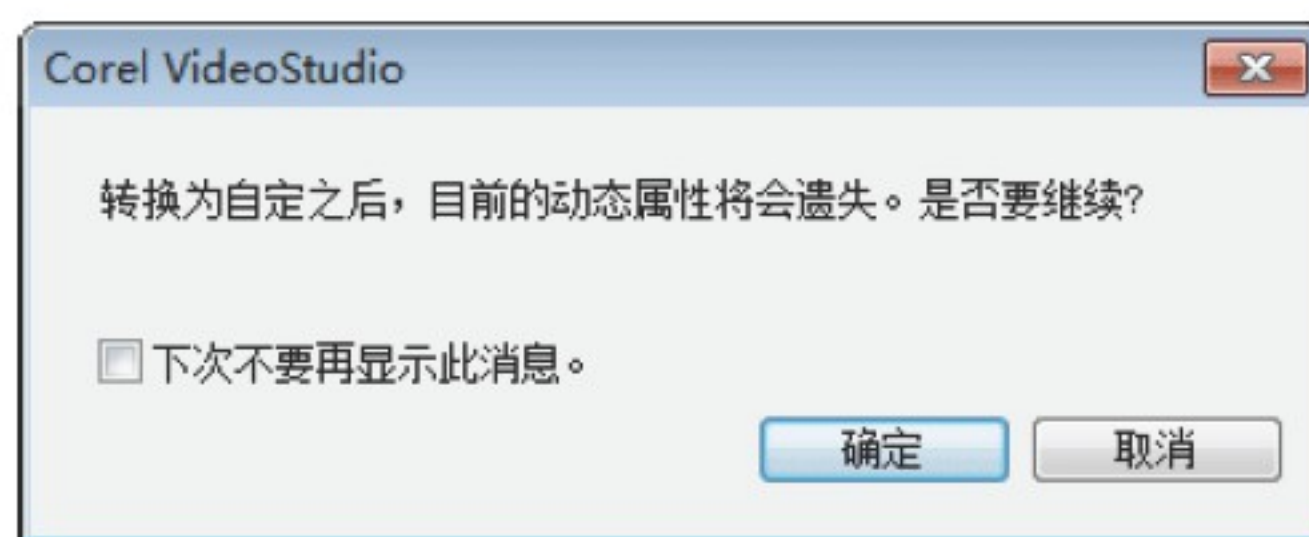 Corel VideoStudio
转换为自定之后，目前的动态属性将会遗失。是否要继续?
下次不要再显示此消息。
确定
取消